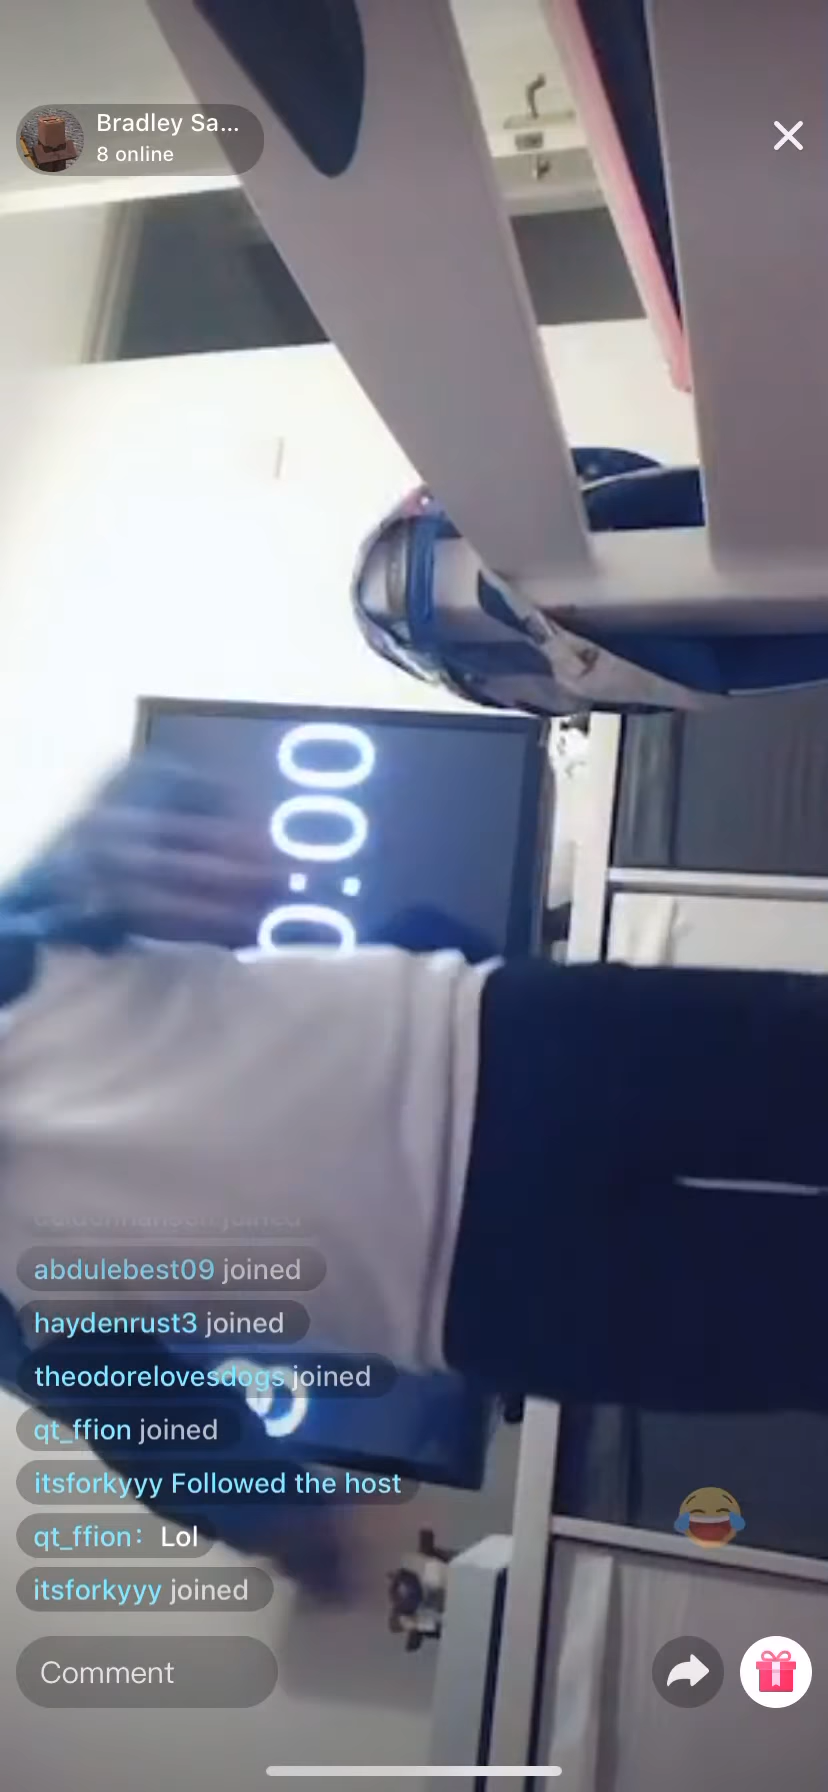 Bradley Sa...
8 online
0:00
joined
abdulebest09 joined
haydenrust3 joined
theodorelovesdogs joined
qt_ffion joined
itsforkyyy Followed the host
qt_ffion: Lol
itsforkyyy joined
Comment